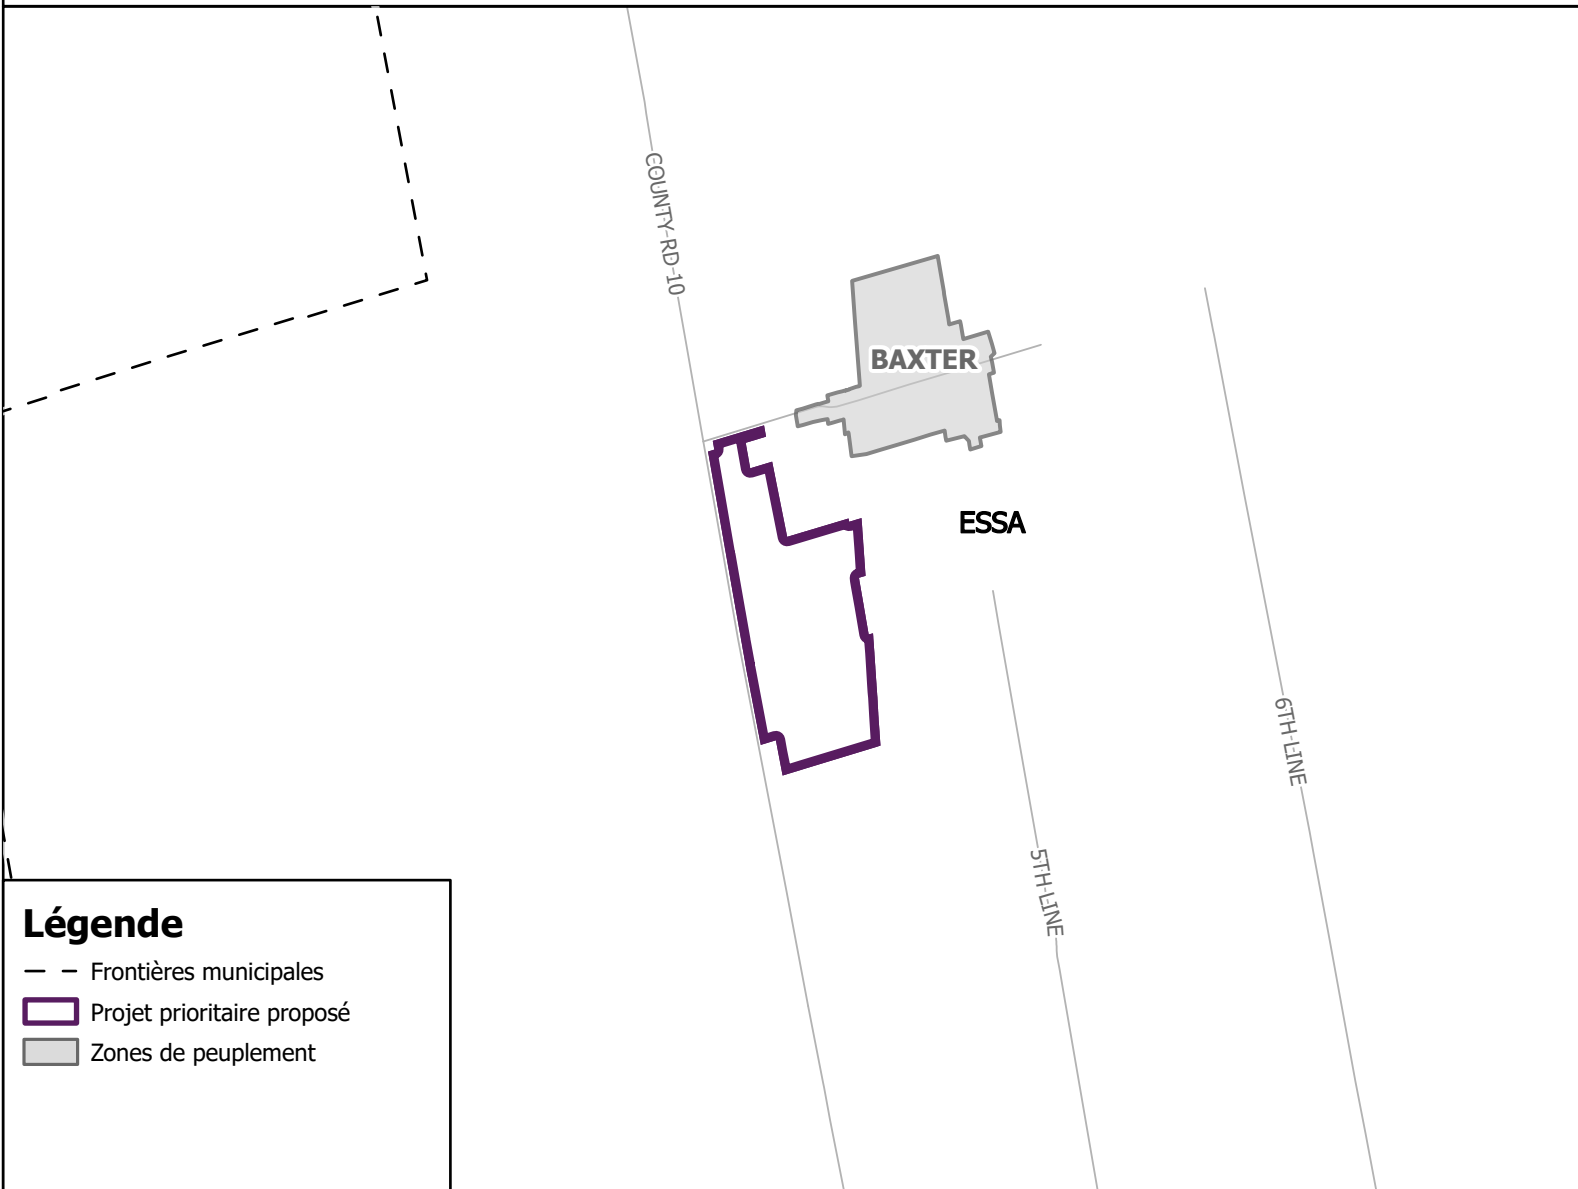 COUNTY RD 10
BAXTER
ESSA
6TH LINE
5TH LINE
Légende
Frontières municipales
Projet prioritaire proposé
Zones de peuplement